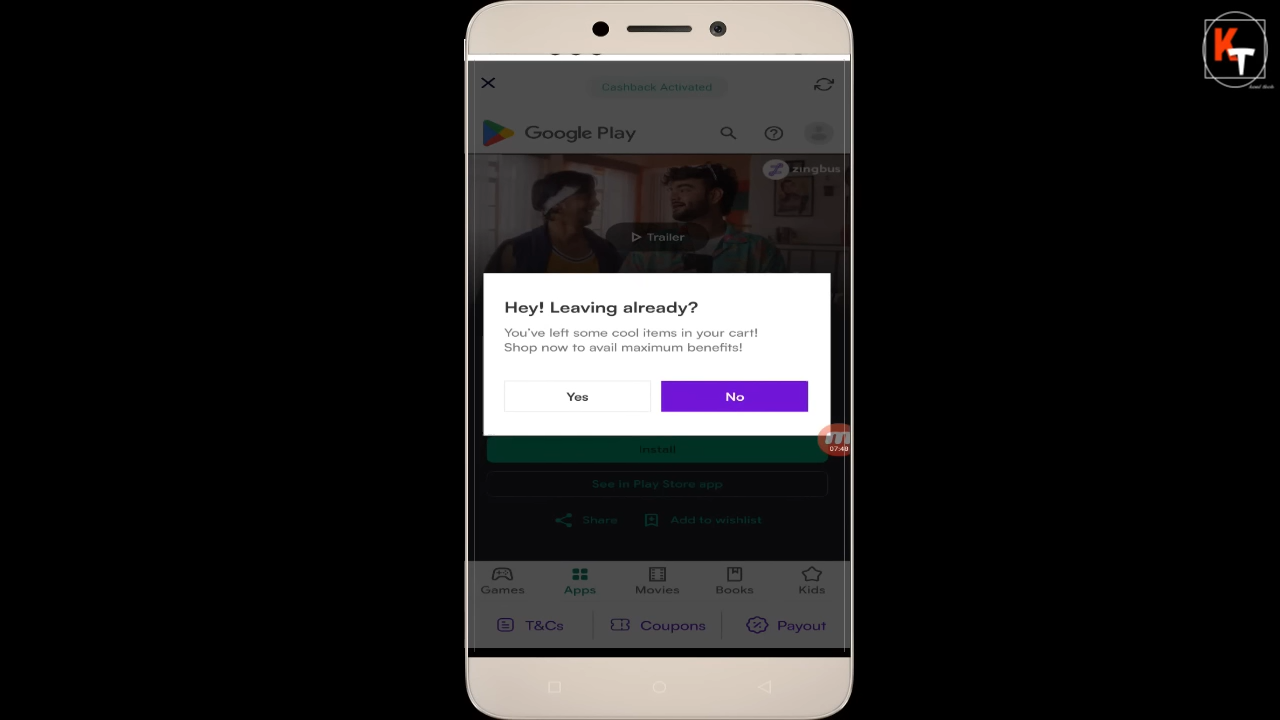 K
T
Cashback Activated
Google Play
zingbus
Trailer
Hey! Leaving already?
You've left some cool items in your cart!
Shop now to avail maximum benefits!
Yes
No
07:48
Install
See in Play Store app
Share
Add to wishlist
Games
Apps
Movies
Books
Kids
T&Cs
Coupons
Payout